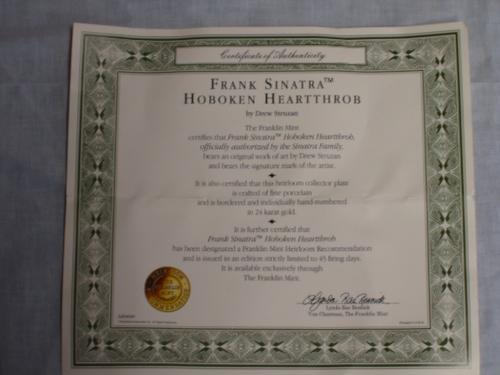 Certificate of Authenticity
FRANK SINATRA™
HOBOKEN HEARTTHROB
by Drew Struzan
The Franklin Mint
certifies that Frank Sinatra™ Hoboken Heartthrob,
officially authorized by the Sinatra Family,
bears an original work of art by Drew Struzan
and bears the signature mark of the artist.
It is also certified that this heirloom collector plate
is crafted of fine porcelain
and is bordered and individually hand-numbered
in 24 karat gold.
It is further certified that
Frank Sinatra™ Hoboken Heartthrob
has been designated a Franklin Mint Heirloom Recommendation
and is issued in an edition strictly limited to 45 firing days.
It is available exclusively through
The Franklin Mint.
Lynda Rae Resnick
Lynda Rae Resnick
Vice Chairman, The Franklin Mint